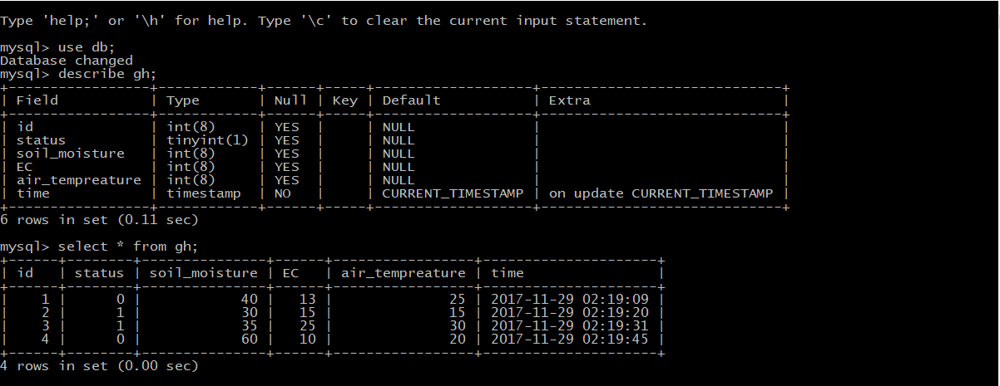 Type 'help;' or '\h' for help. Type '\c' to clear the current input statement.
mysql> use db;
Database changed
mysql> describe gh;
+-----------------+------------+------+-----+-------------------+-----------------------------+
| Field           | Type       | Null | Key | Default           | Extra                       |
+-----------------+------------+------+-----+-------------------+-----------------------------+
| id              | int(8)     | YES  |     | NULL              |                             |
| status          | tinyint(1) | YES  |     | NULL              |                             |
| soil_moisture   | int(8)     | YES  |     | NULL              |                             |
| EC              | int(8)     | YES  |     | NULL              |                             |
| air_tempreature | int(8)     | YES  |     | NULL              |                             |
| time            | timestamp  | NO   |     | CURRENT_TIMESTAMP | on update CURRENT_TIMESTAMP |
+-----------------+------------+------+-----+-------------------+-----------------------------+
6 rows in set (0.11 sec)
mysql> select * from gh;
+------+--------+---------------+------+-----------------+---------------------+
| id   | status | soil_moisture | EC   | air_tempreature | time                |
+------+--------+---------------+------+-----------------+---------------------+
|    1 |      0 |            40 |   13 |              25 | 2017-11-29 02:19:09 |
|    2 |      1 |            30 |   15 |              15 | 2017-11-29 02:19:20 |
|    3 |      1 |            35 |   25 |              30 | 2017-11-29 02:19:31 |
|    4 |      0 |            60 |   10 |              20 | 2017-11-29 02:19:45 |
+------+--------+---------------+------+-----------------+---------------------+
4 rows in set (0.00 sec)